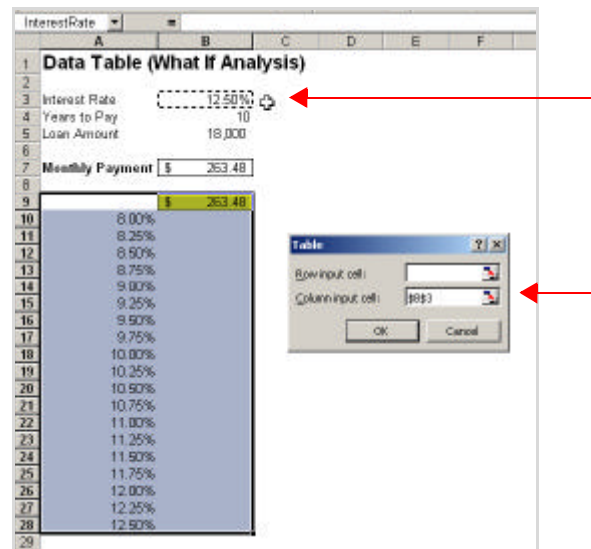 InterestRate =
A B C D E F
1 Data Table (What If Analysis)
2
3 Interest Rate 12.50%
4 Years to Pay 10
5 Loan Amount 18,000
6
7 Monthly Payment $ 263.48
8
9 $ 263.48
10 8.00%
11 8.25%
12 8.50%
13 8.75%
14 9.00%
15 9.25%
16 9.50%
17 9.75%
18 10.00%
19 10.25%
20 10.50%
21 10.75%
22 11.00%
23 11.25%
24 11.50%
25 11.75%
26 12.00%
27 12.25%
28 12.50%
29
Table ? ×
Row input cell:
Column input cell: $B$3
OK Cancel